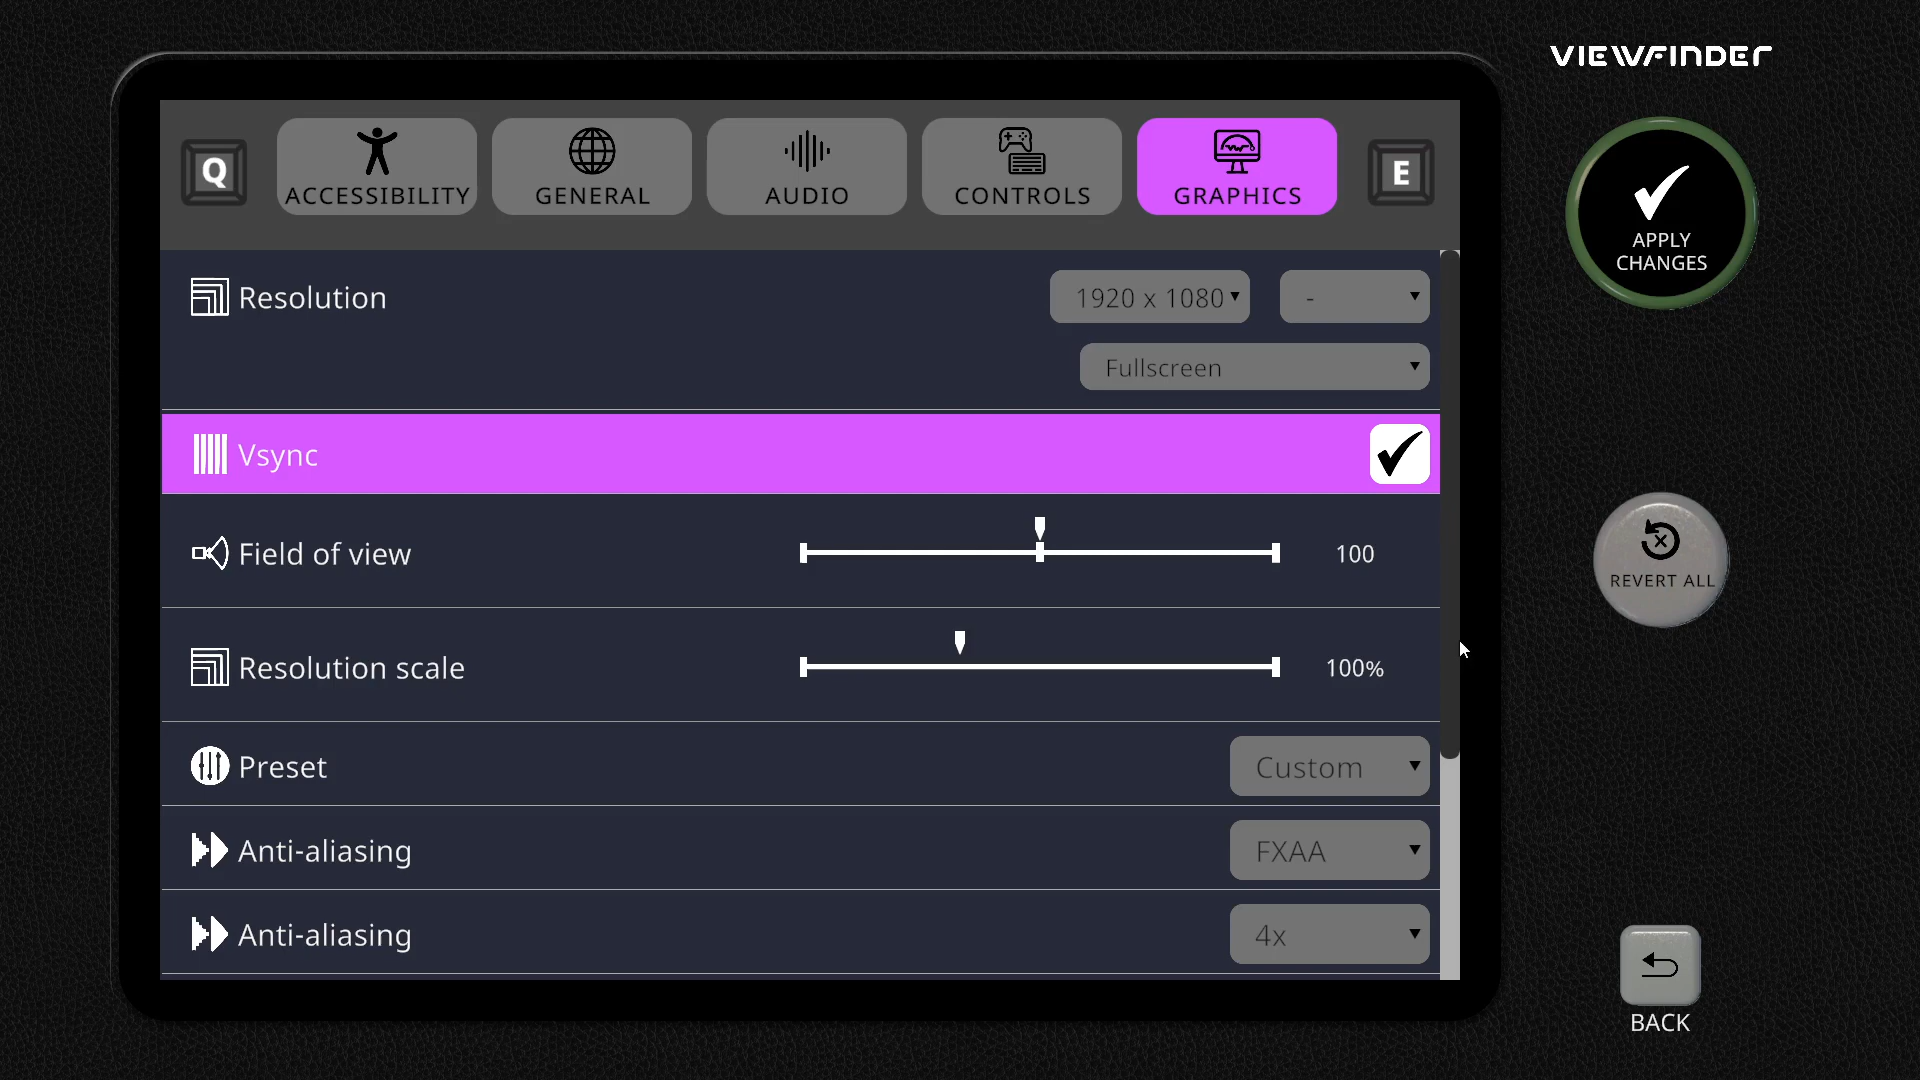 VIEWFINDER
Q
ACCESSIBILITY
GENERAL
AUDIO
CONTROLS
GRAPHICS
E
APPLY
CHANGES
Resolution
1920 x 1080
-
Fullscreen
Vsync
Field of view
100
REVERT ALL
Resolution scale
100%
Preset
Custom
Anti-aliasing
FXAA
Anti-aliasing
4x
BACK